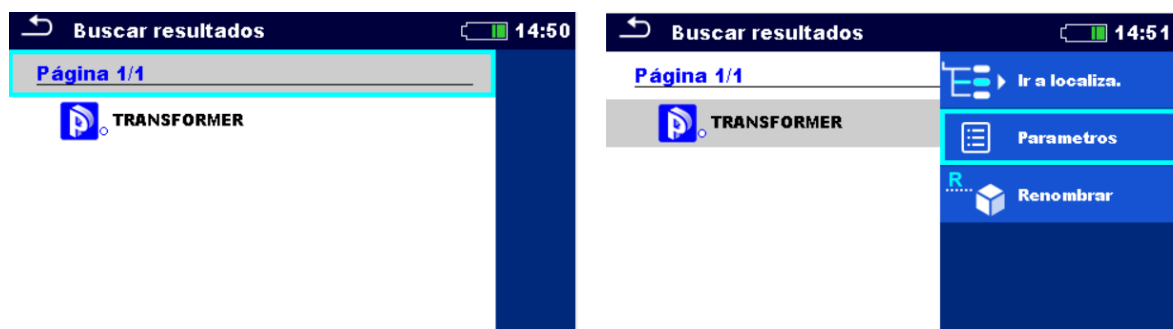 Buscar resultados 14:50
Página 1/1
TRANSFORMER
Buscar resultados 14:51
Página 1/1
TRANSFORMER
Ir a localiza.
Parametros
R
Renombrar